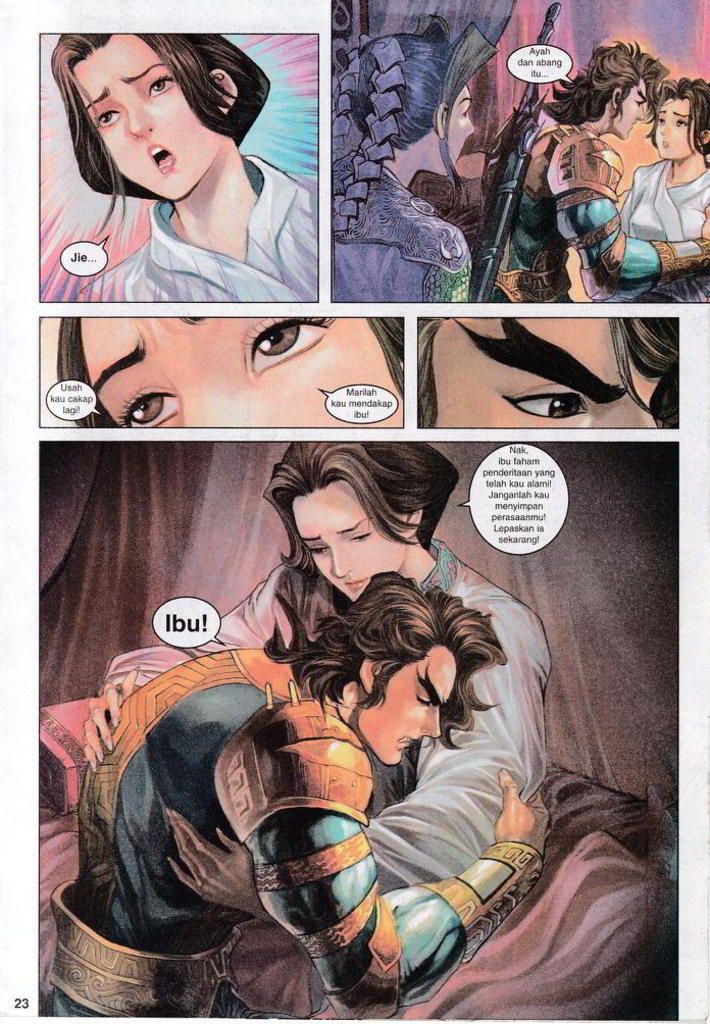 Jie...
Ayah
dan abang
itu...
Usah
kau cakap
lagi!
Marilah
kau mendakap
ibu!
Nak,
ibu faham
penderitaan yang
telah kau alami!
Janganlah kau
menyimpan
perasaanmu!
Lepaskan ia
sekarang!
Ibu!
23